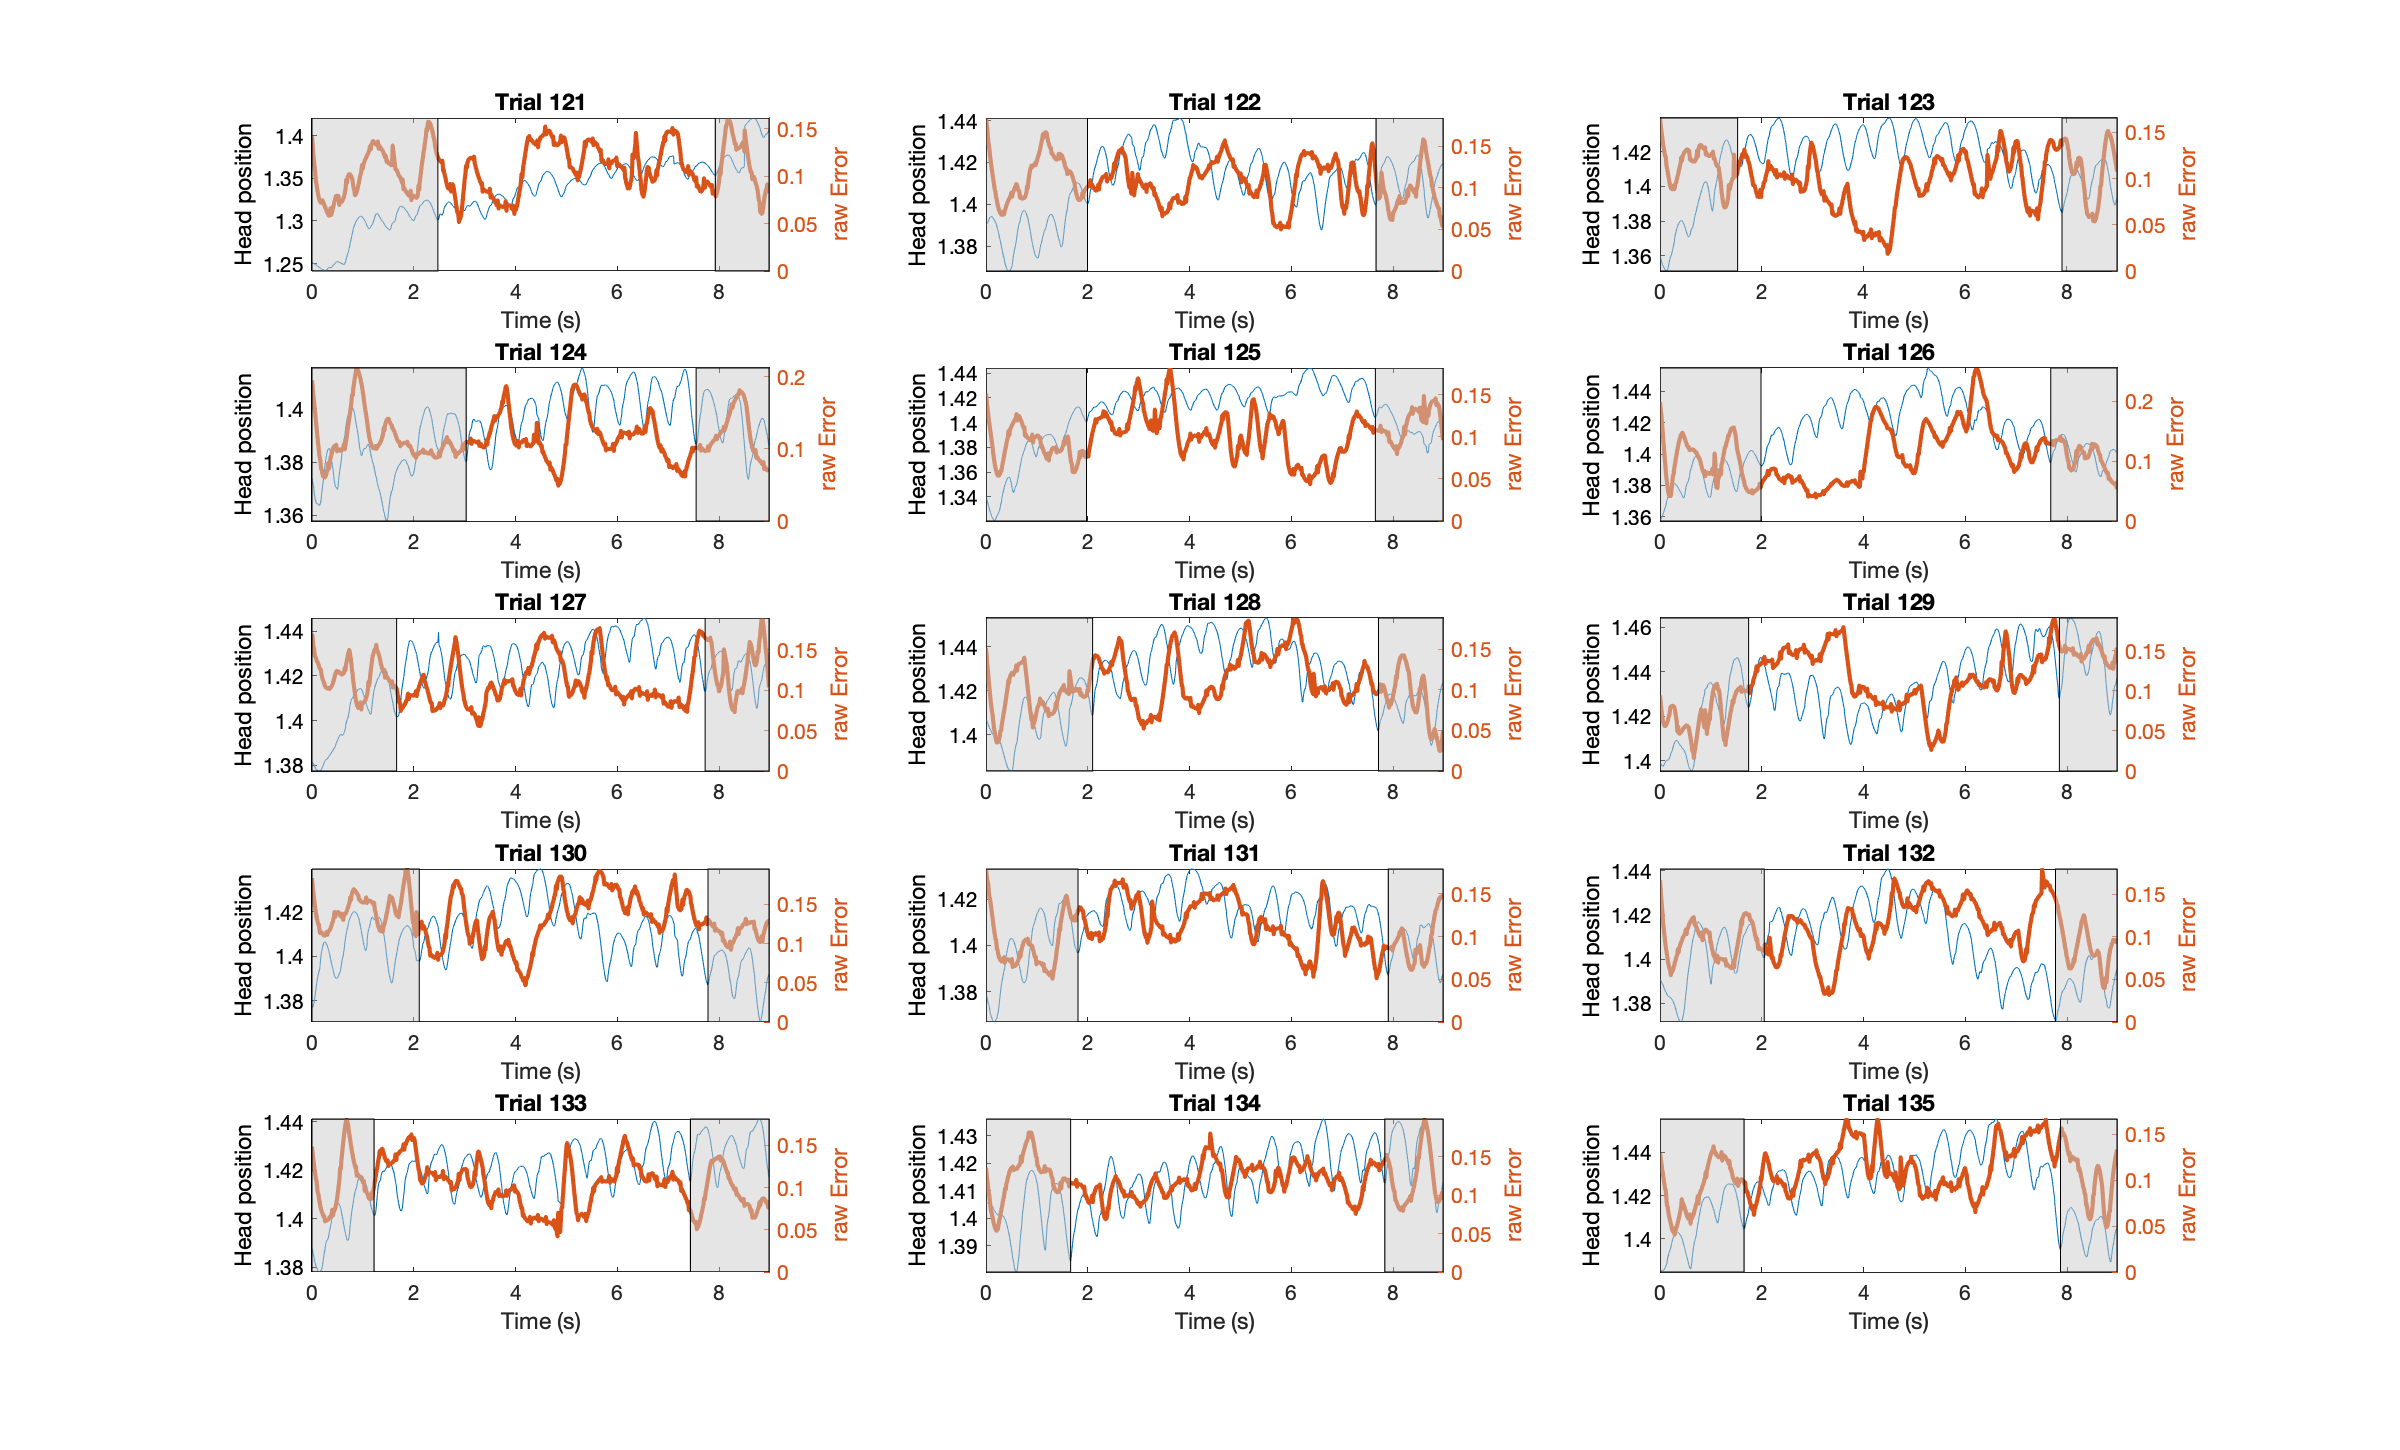 Trial 121
Head position
1.4
1.35
1.3
1.25
0.15
0.1
0.05
0
raw Error
0 2 4 6 8
Time (s)
Trial 122
Head position
1.44
1.42
1.4
1.38
0.15
0.1
0.05
0
raw Error
0 2 4 6 8
Time (s)
Trial 123
Head position
1.42
1.4
1.38
1.36
0.15
0.1
0.05
0
raw Error
0 2 4 6 8
Time (s)
Trial 124
Head position
1.4
1.38
1.36
0.2
0.1
0
raw Error
0 2 4 6 8
Time (s)
Trial 125
Head position
1.44
1.42
1.4
1.38
1.36
1.34
0.15
0.1
0.05
0
raw Error
0 2 4 6 8
Time (s)
Trial 126
Head position
1.44
1.42
1.4
1.38
1.36
0.2
0.1
0
raw Error
0 2 4 6 8
Time (s)
Trial 127
Head position
1.44
1.42
1.4
1.38
0.15
0.1
0.05
0
raw Error
0 2 4 6 8
Time (s)
Trial 128
Head position
1.44
1.42
1.4
0.15
0.1
0.05
0
raw Error
0 2 4 6 8
Time (s)
Trial 129
Head position
1.46
1.44
1.42
1.4
0.15
0.1
0.05
0
raw Error
0 2 4 6 8
Time (s)
Trial 130
Head position
1.42
1.4
1.38
0.15
0.1
0.05
0
raw Error
0 2 4 6 8
Time (s)
Trial 131
Head position
1.42
1.4
1.38
0.15
0.1
0.05
0
raw Error
0 2 4 6 8
Time (s)
Trial 132
Head position
1.44
1.42
1.4
1.38
0.15
0.1
0.05
0
raw Error
0 2 4 6 8
Time (s)
Trial 133
Head position
1.44
1.42
1.4
1.38
0.15
0.1
0.05
0
raw Error
0 2 4 6 8
Time (s)
Trial 134
Head position
1.43
1.42
1.41
1.4
1.39
0.15
0.1
0.05
0
raw Error
0 2 4 6 8
Time (s)
Trial 135
Head position
1.44
1.42
1.4
0.15
0.1
0.05
0
raw Error
0 2 4 6 8
Time (s)